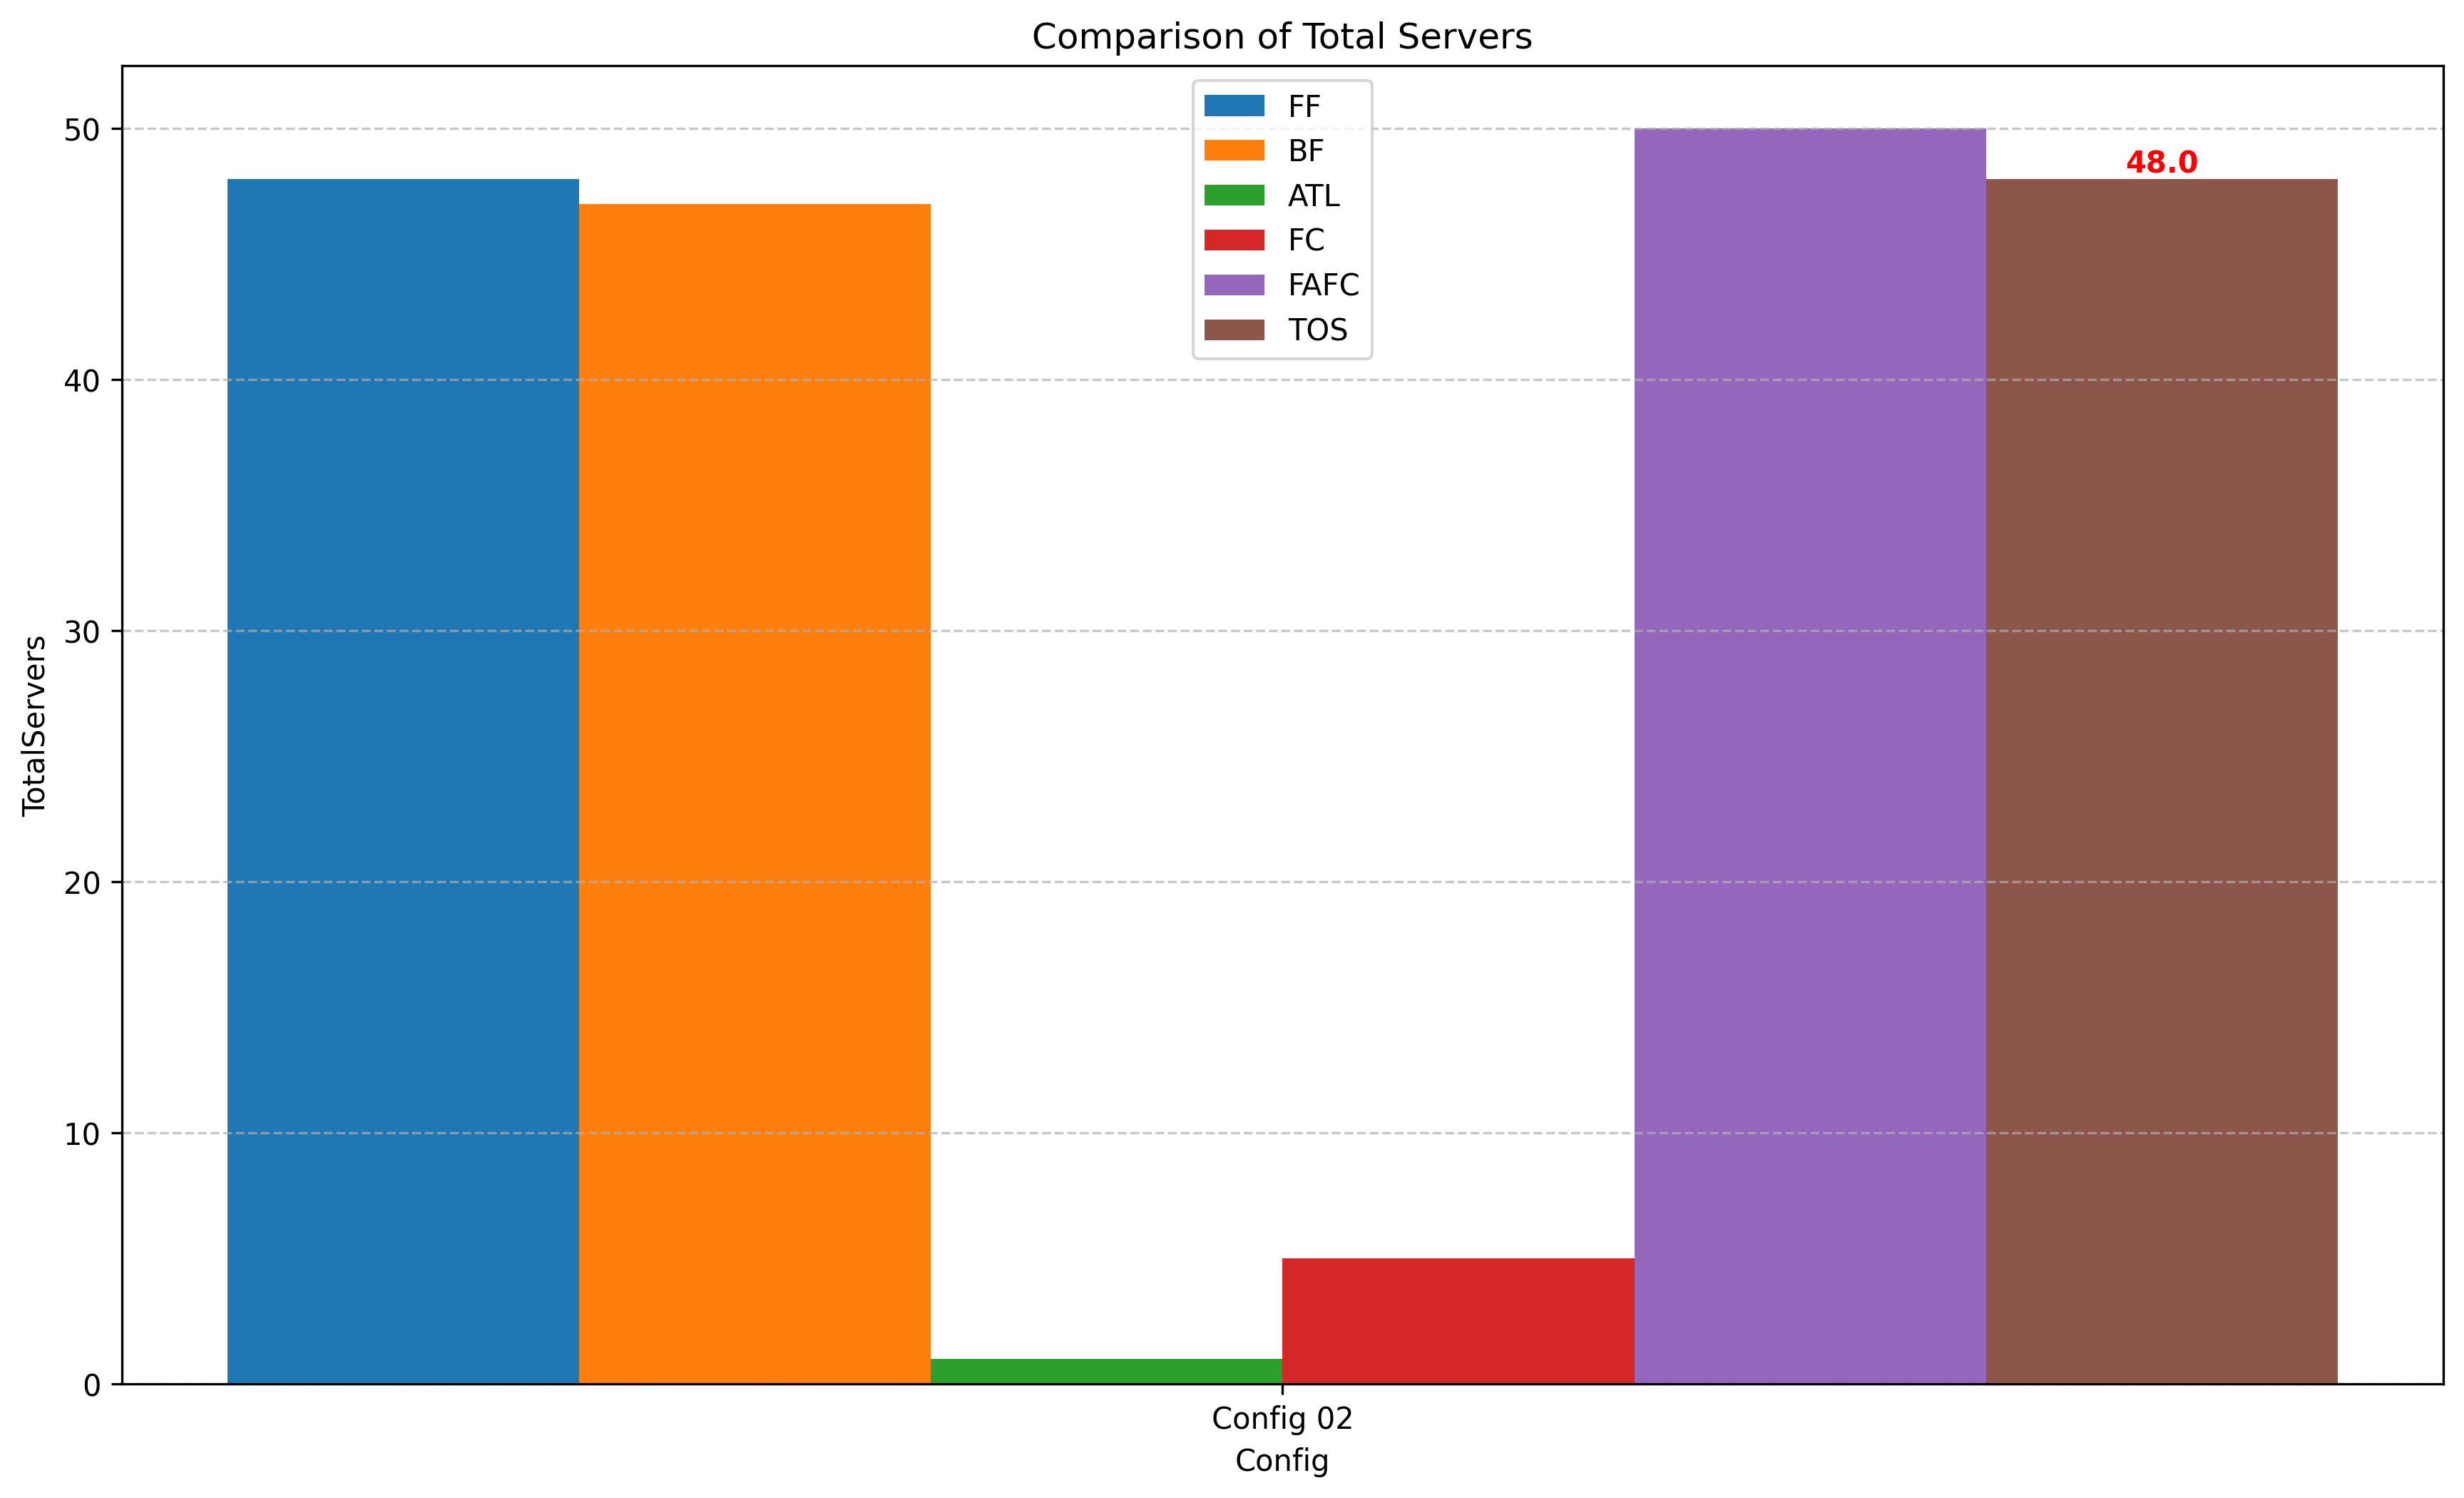 Comparison of Total Servers
FF
BF
ATL
FC
FAFC
TOS
48.0
50
40
30
20
10
0
TotalServers
Config 02
Config